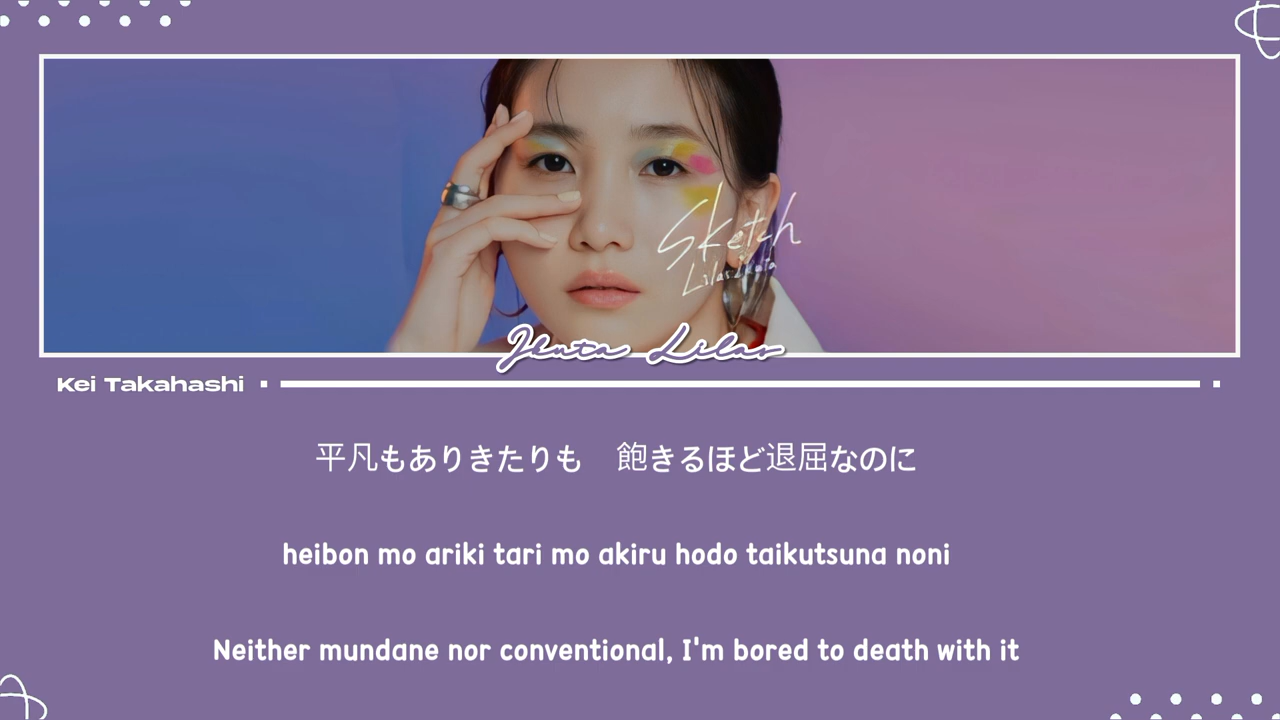 Sketch
Lilas Ikuta
Ikuta Lilas
Kei Takahashi
平凡もありきたりも　飽きるほど退屈なのに
heibon mo ariki tari mo akiru hodo taikutsuna noni
Neither mundane nor conventional, I'm bored to death with it